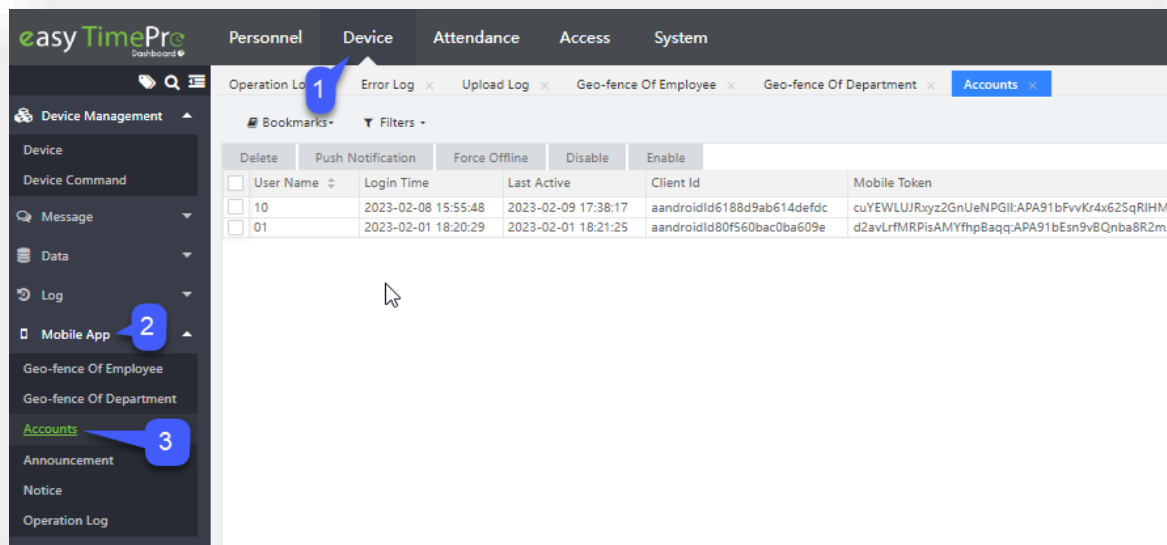 easy TimePro Personnel Device Attendance Access System
Dashboard
Operation Lo Error Log × Upload Log × Geo-fence Of Employee × Geo-fence Of Department × Accounts ×
1
Device Management
Bookmarks Filters
Device
Delete Push Notification Force Offline Disable Enable
Device Command
User Name Login Time Last Active Client Id Mobile Token
Message
10 2023-02-08 15:55:48 2023-02-09 17:38:17 aandroidId6188d9ab614defdc
01 2023-02-01 18:20:29 2023-02-01 18:21:25 aandroidId80f560bac0ba609e
Data
Log
Mobile App 2
Geo-fence Of Employee
Geo-fence Of Department
Accounts 3
Announcement
Notice
Operation Log